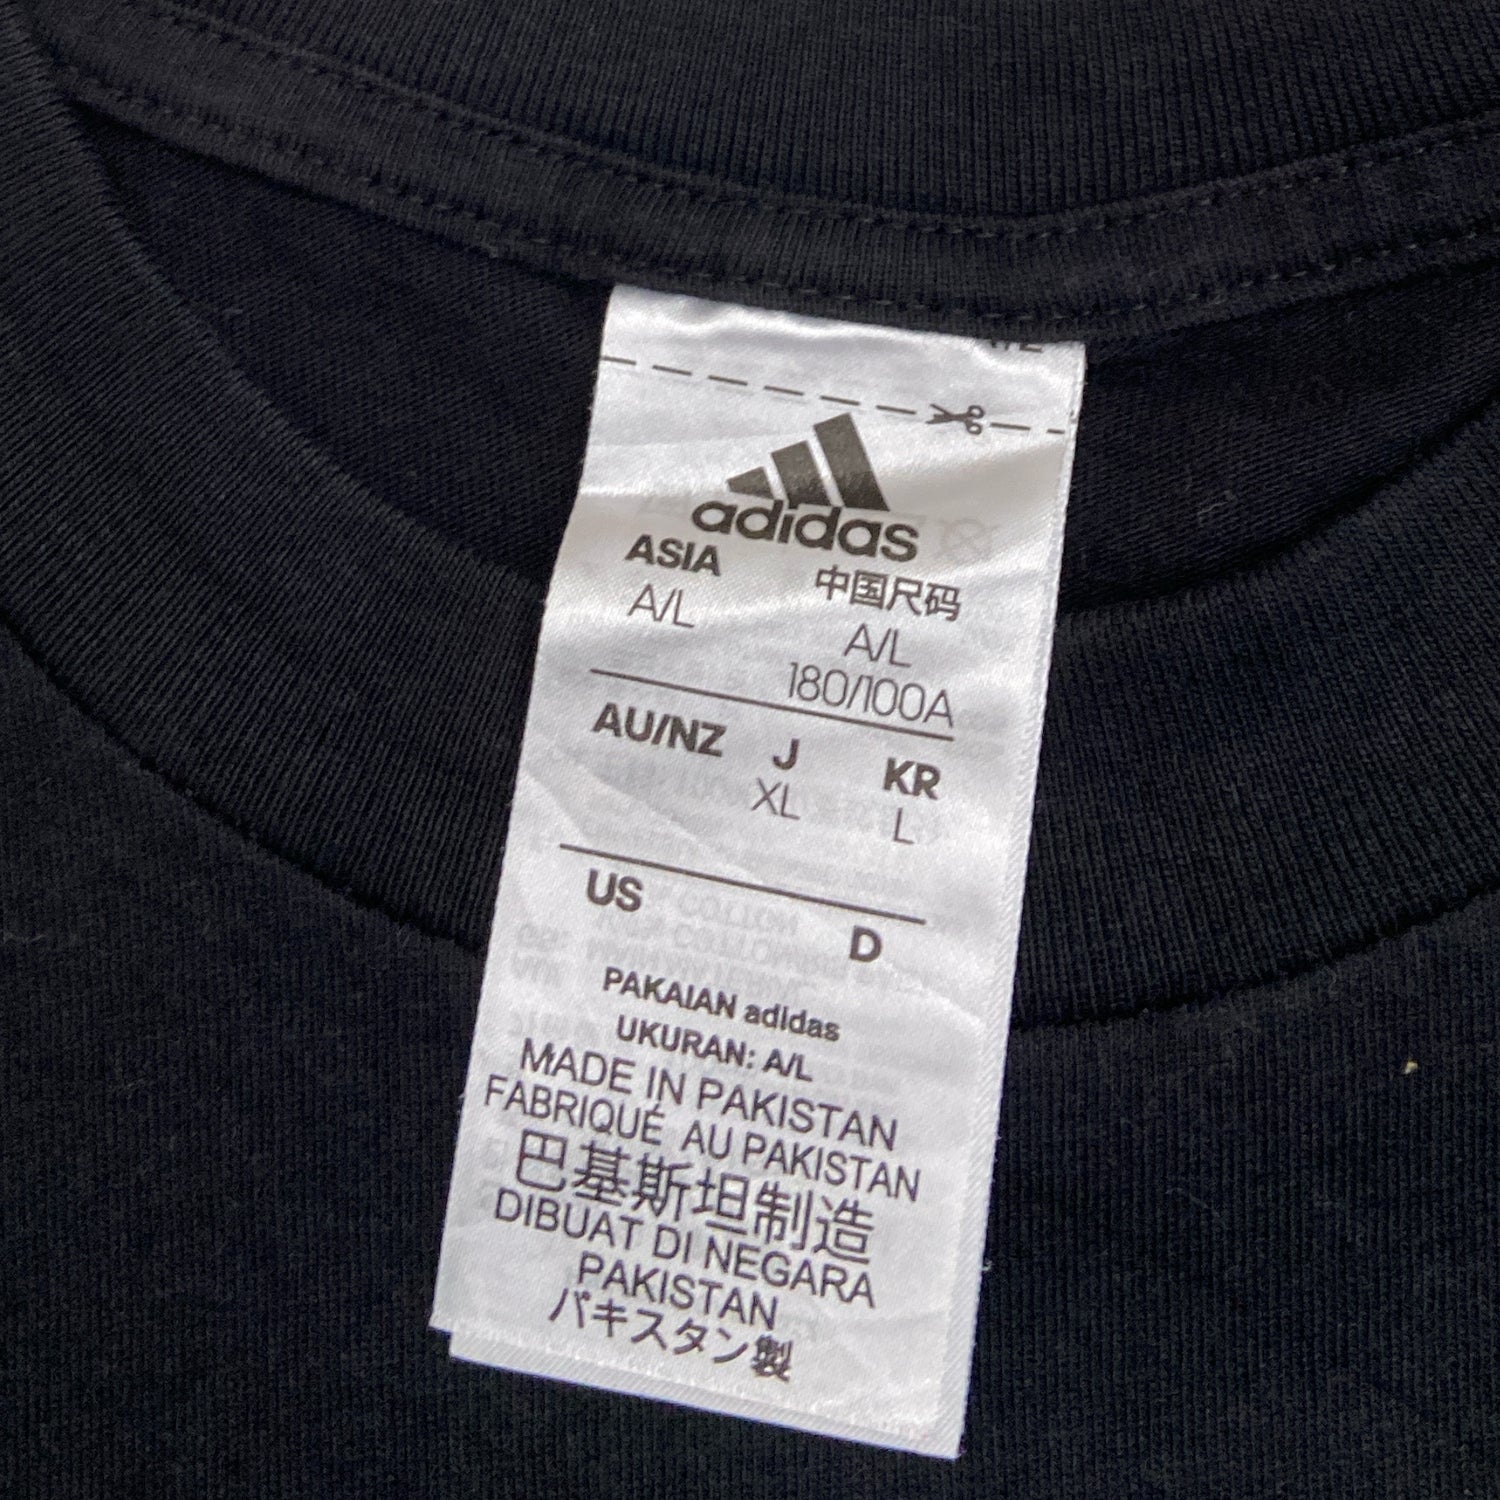 adidas
ASIA 中国尺码
A/L A/L
180/100A
AU/NZ J KR
XL L
US D
PAKAIAN adidas
UKURAN: A/L
MADE IN PAKISTAN
FABRIQUÉ AU PAKISTAN
巴基斯坦制造
DIBUAT DI NEGARA
PAKISTAN
パキスタン製